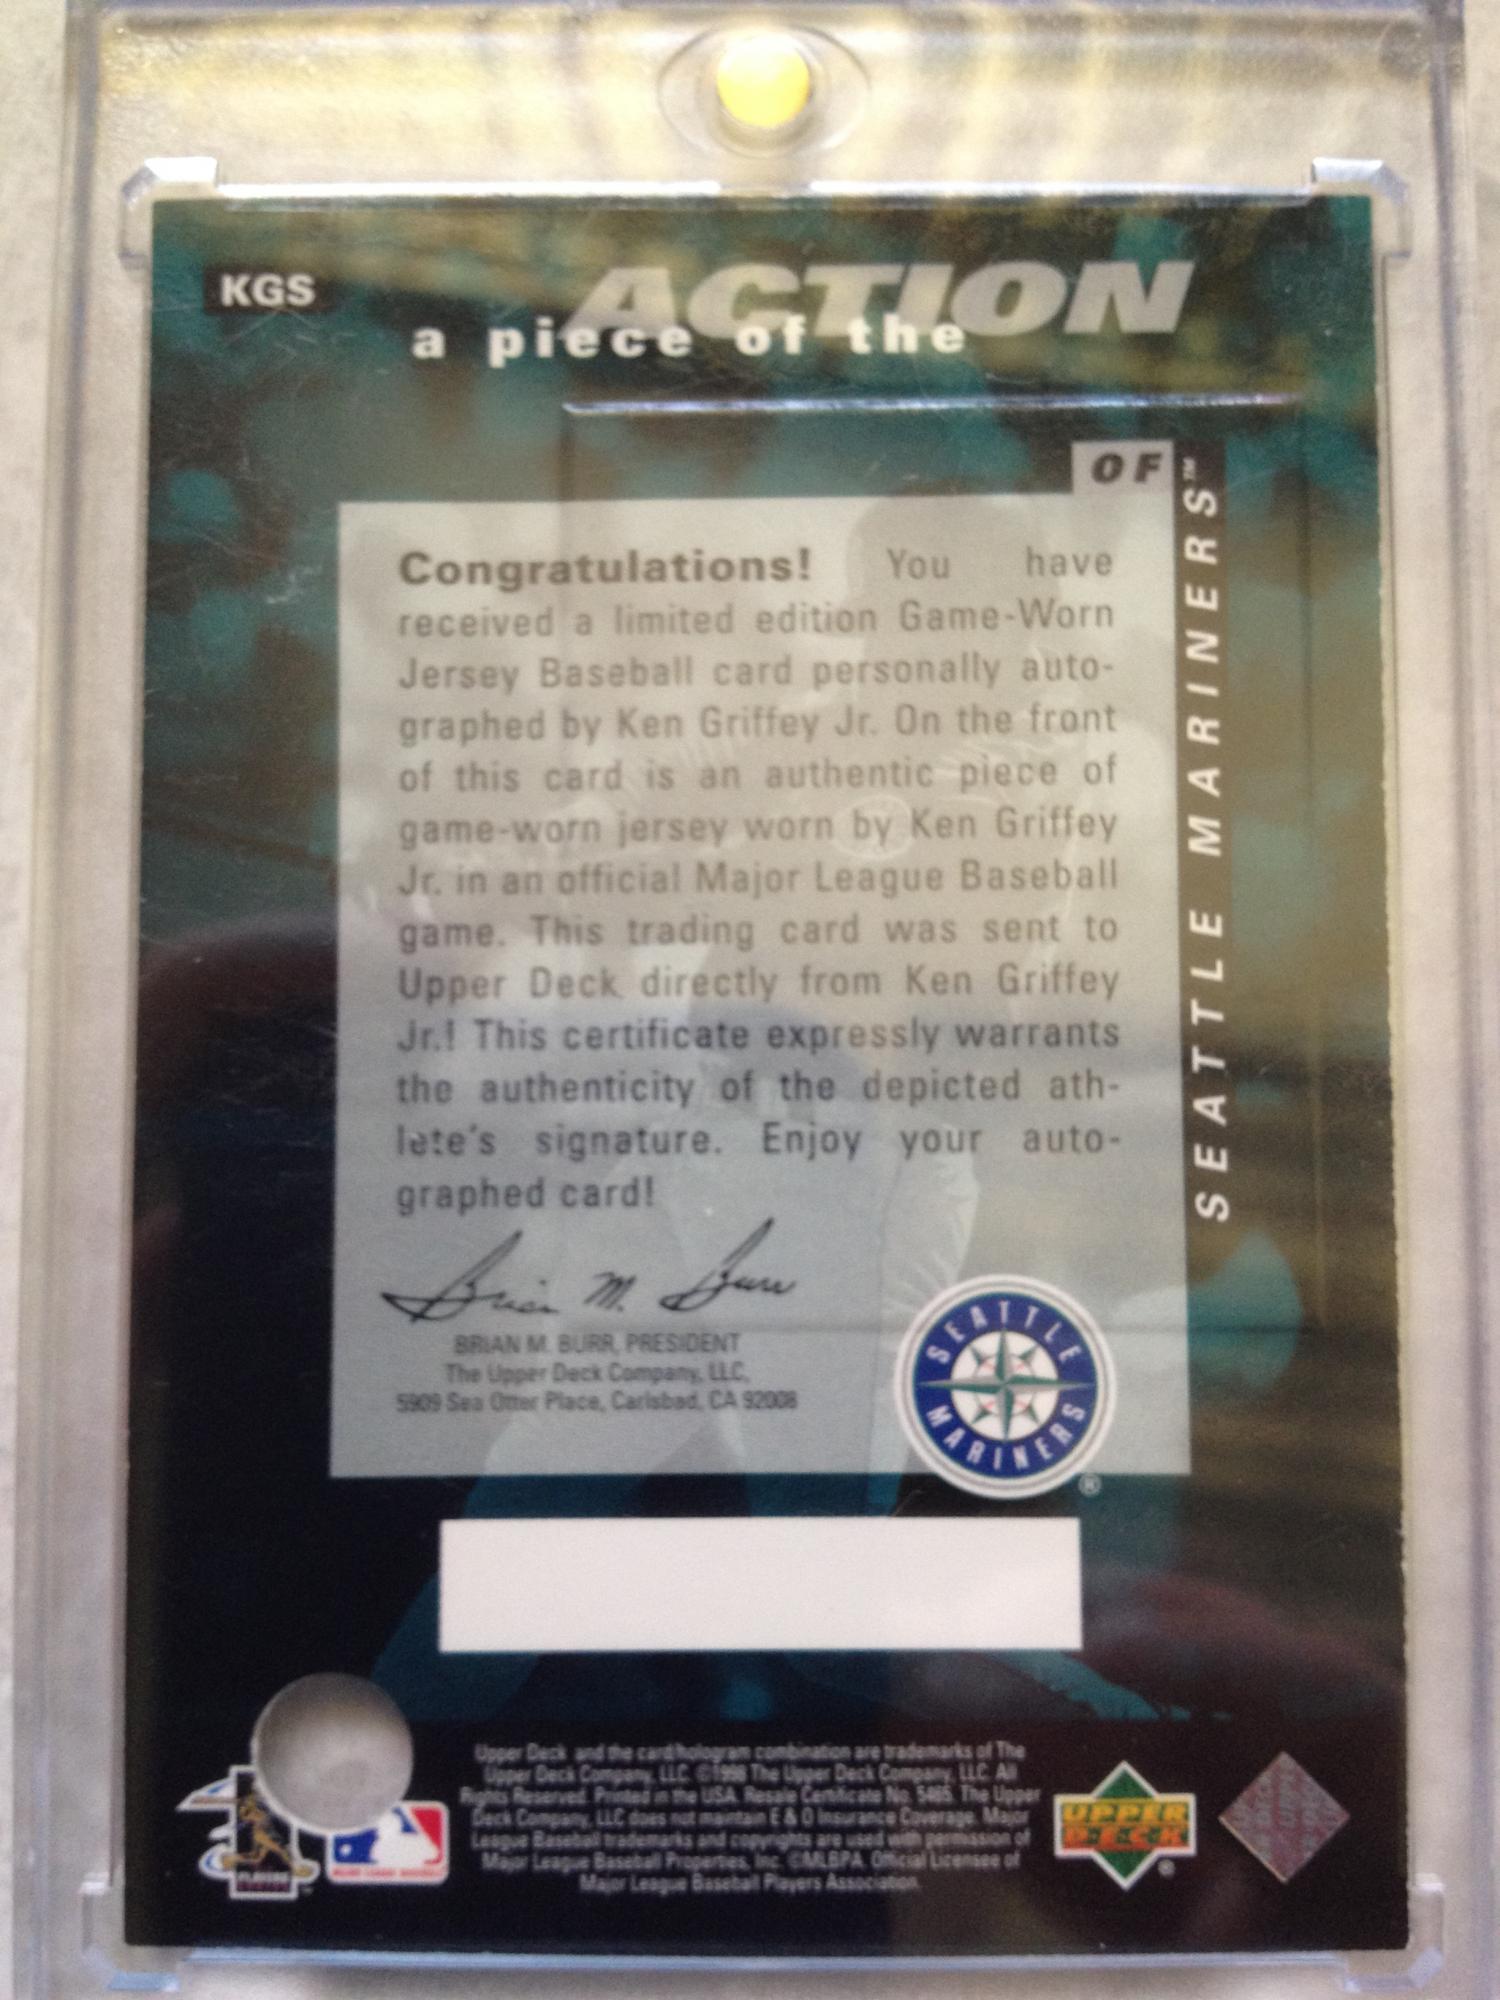 KGS
ACTION
a piece of the
OF
SEATTLE MARINERS™
Congratulations! You have
received a limited edition Game-Worn
Jersey Baseball card personally auto-
graphed by Ken Griffey Jr. On the front
of this card is an authentic piece of
game-worn jersey worn by Ken Griffey
Jr. in an official Major League Baseball
game. This trading card was sent to
Upper Deck directly from Ken Griffey
Jr.! This certificate expressly warrants
the authenticity of the depicted ath-
lete's signature. Enjoy your auto-
graphed card!
Brian M. Burr
BRIAN M. BURR, PRESIDENT
The Upper Deck Company, LLC,
5909 Sea Otter Place, Carlsbad, CA 92008
SEATTLE
MARINERS
®
Upper Deck and the card/hologram combination are trademarks of The
Upper Deck Company, LLC. ©1998 The Upper Deck Company, LLC. All
Rights Reserved. Printed in the USA. Resale Certificate No. 5465. The Upper
Deck Company, LLC does not maintain E & O Insurance Coverage. Major
League Baseball trademarks and copyrights are used with permission of
Major League Baseball Properties, Inc. ©MLBPA. Official Licensee of
Major League Baseball Players Association.
MAJOR LEAGUE BASEBALL
UPPER
DECK
®